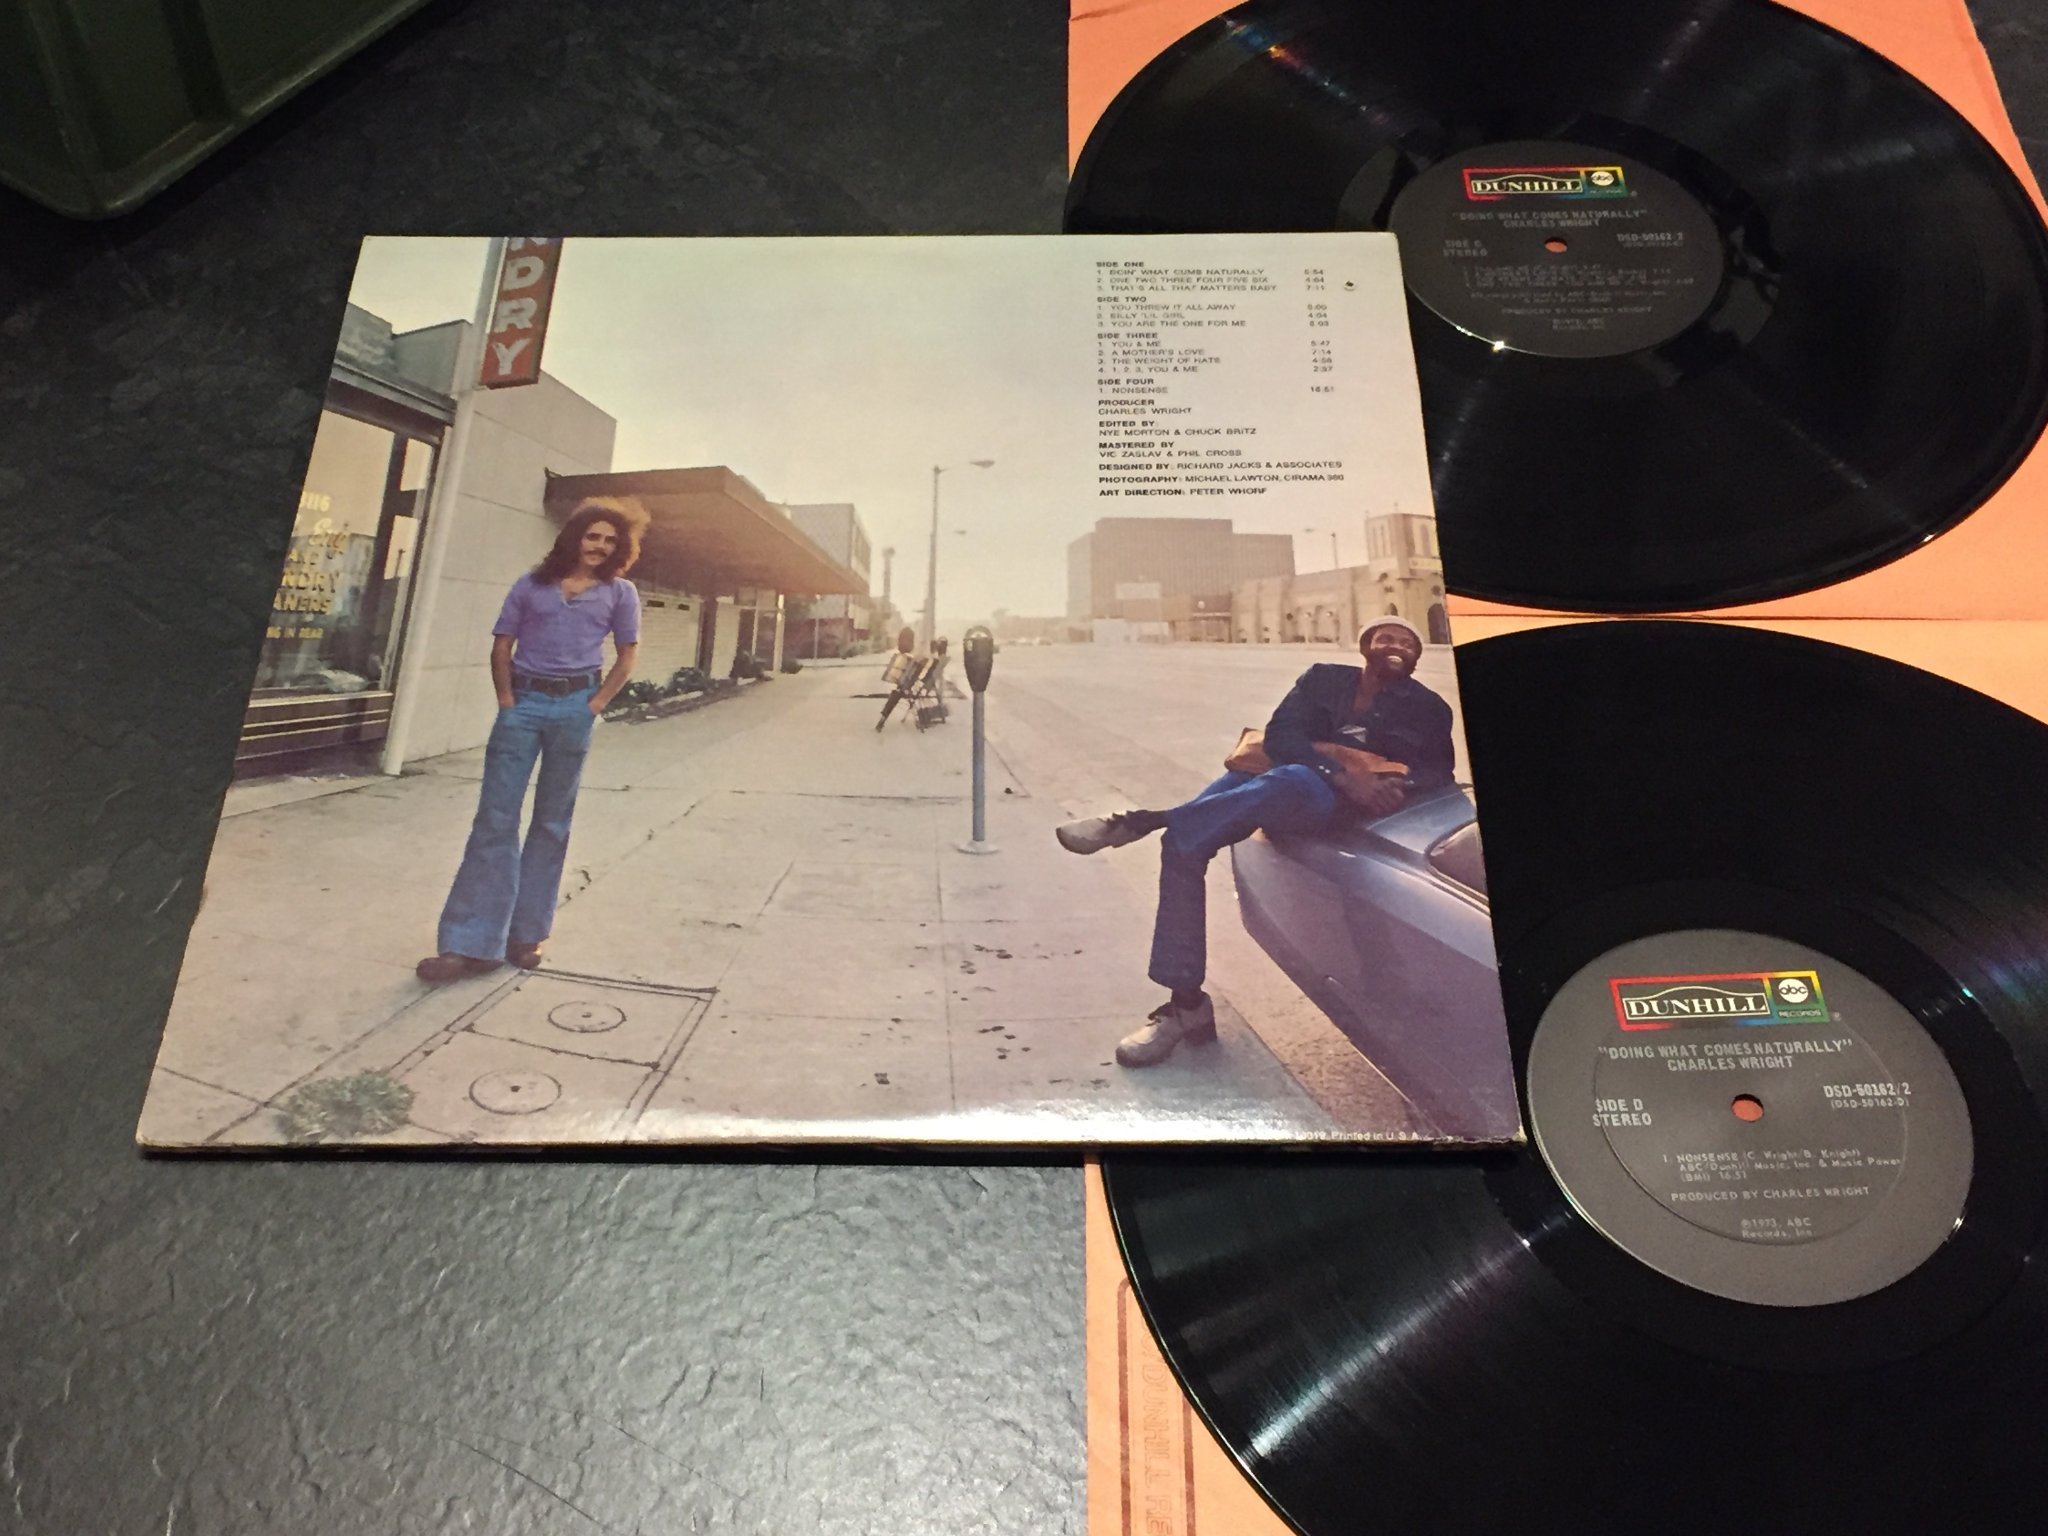 NDRY
SIDE ONE
1. DOIN' WHAT CUMS NATURALLY 5:54
2. ONE TWO THREE FOUR FIVE SIX 4:04
3. THAT'S ALL THAT MATTERS BABY 7:11
SIDE TWO
1. YOU THREW IT ALL AWAY
2. SILLY 'LIL GIRL 4:04
3. YOU ARE THE ONE FOR ME
SIDE THREE
1. YOU & ME 5:47
2. A MOTHER'S LOVE 7:14
3. THE WEIGHT OF HATE 4:58
4. 1, 2, 3, YOU & ME 2:37
SIDE FOUR
1. NONSENSE 16:51
PRODUCER
CHARLES WRIGHT
EDITED BY:
NYE MORTON & CHUCK BRITZ
MASTERED BY
VIC ZASLAV & PHIL CROSS
DESIGNED BY: RICHARD JACKS & ASSOCIATES
PHOTOGRAPHY: MICHAEL LAWTON, CIRAMA 360
ART DIRECTION: PETER WHORF
NDRY
ANERS
IN REAR
Printed in U.S.A.
DUNHILL abc
"DOING WHAT COMES NATURALLY"
CHARLES WRIGHT
SIDE C
STEREO
DSD-50162/2
PRODUCED BY CHARLES WRIGHT
DUNHILL abc
RECORDS
"DOING WHAT COMES NATURALLY"
CHARLES WRIGHT
SIDE D
STEREO
DSD-50162/2
(DSD-50162-D)
1. NONSENSE (C. Wright/B. Knight)
ABC/Dunhill Music, Inc. & Music Power
(BMI) 16:51
PRODUCED BY CHARLES WRIGHT
℗1973, ABC
Records, Inc.
DUNHILL RE